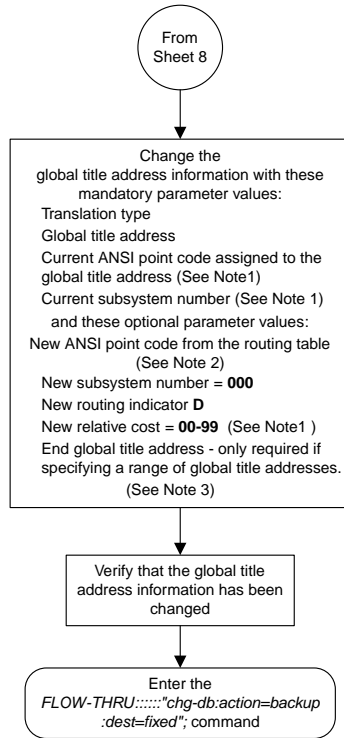 From
Sheet 8
Change the
global title address information with these
mandatory parameter values:
Translation type
Global title address
Current ANSI point code assigned to the
global title address (See Note1)
Current subsystem number (See Note 1)
and these optional parameter values:
New ANSI point code from the routing table
(See Note 2)
New subsystem number = 000
New routing indicator D
New relative cost = 00-99 (See Note1 )
End global title address - only required if
specifying a range of global title addresses.
(See Note 3)
Verify that the global title
address information has been
changed
Enter the
FLOW-THRU::::::"chg-db:action=backup
:dest=fixed"; command